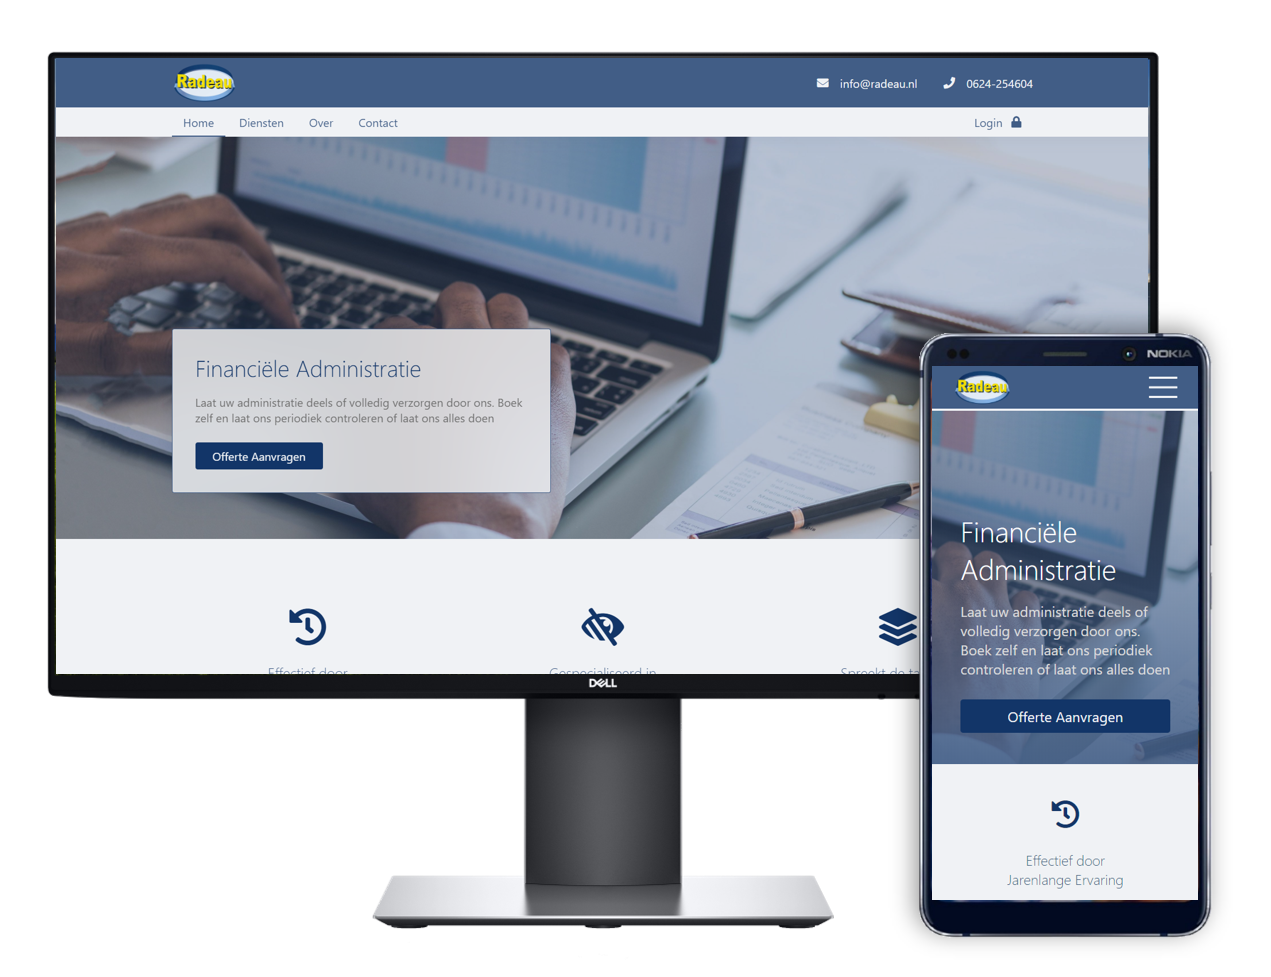 Radeau
info@radeau.nl
0624-254604
Home
Diensten
Over
Contact
Login
Financiële Administratie
Laat uw administratie deels of volledig verzorgen door ons. Boek
zelf en laat ons periodiek controleren of laat ons alles doen
Offerte Aanvragen
Effectief door
Gespecialiseerd in
Spreekt de ta
DELL
NOKIA
Radeau
Financiële
Administratie
Laat uw administratie deels of
volledig verzorgen door ons.
Boek zelf en laat ons periodiek
controleren of laat ons alles doen
Offerte Aanvragen
Effectief door
Jarenlange Ervaring